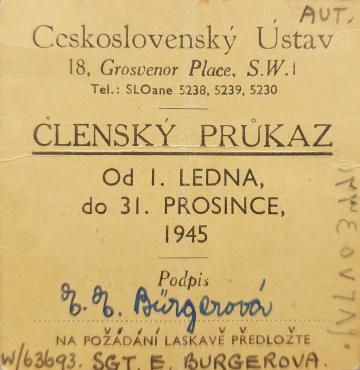 AUT.
Československý Ústav
18, Grosvenor Place, S.W.1
Tel.: SLOane 5238, 5239, 5230
ČLENSKÝ PRŮKAZ
Od 1. LEDNA,
do 31. PROSINCE,
1945
Podpis
E. E. Bürgerová
NA POŽÁDÁNÍ LASKAVĚ PŘEDLOŽTE
W/63693. SGT. E. BURGEROVA.